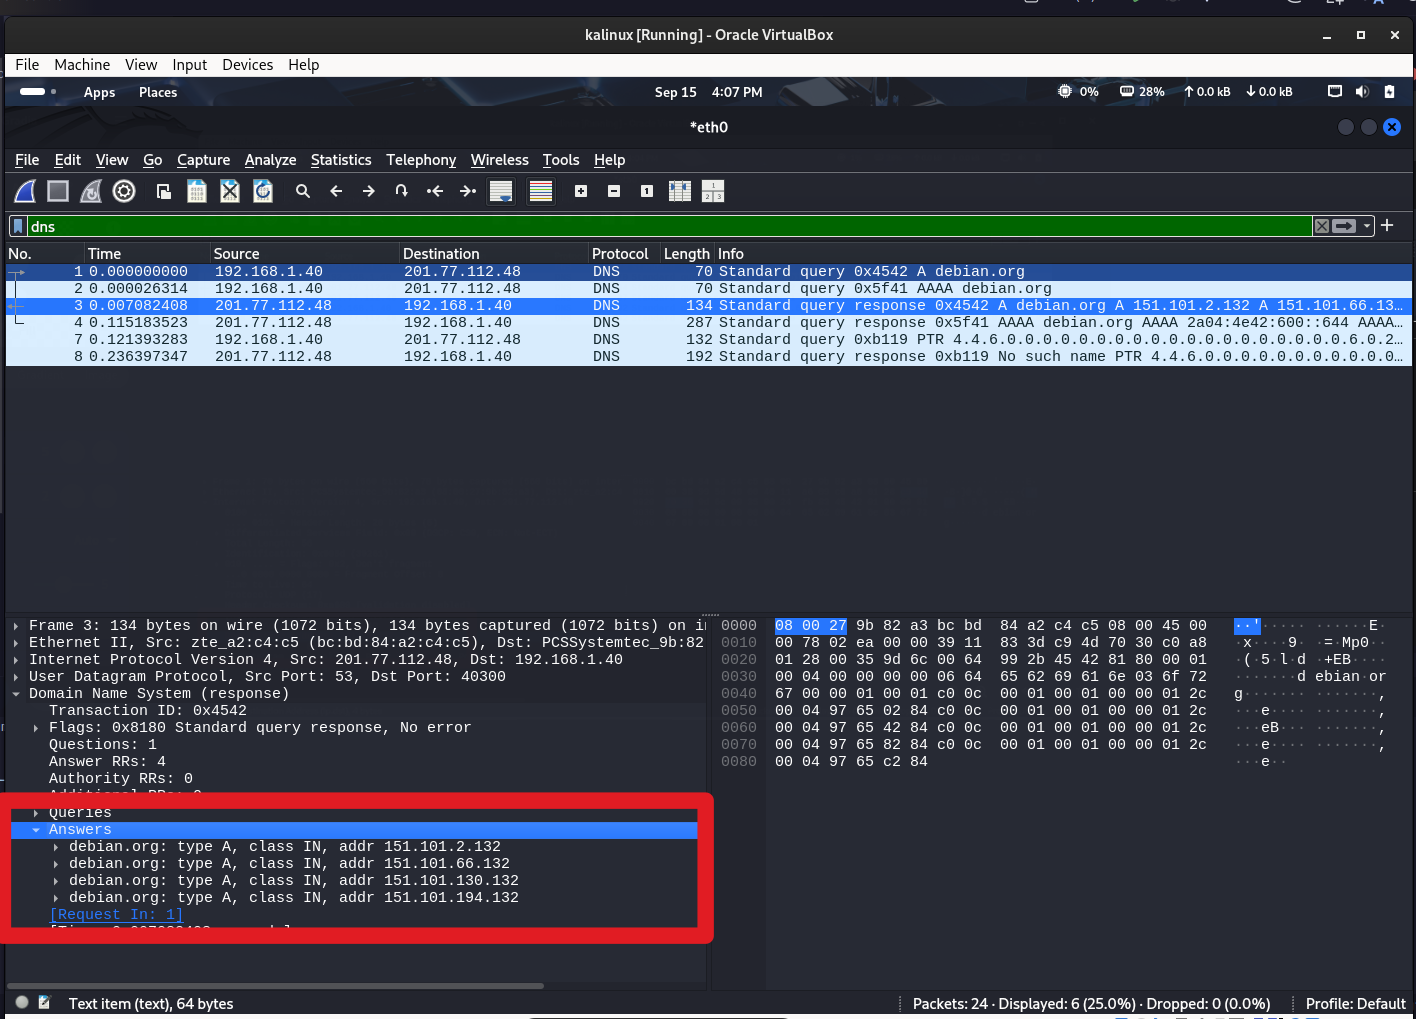 kalinux [Running] - Oracle VirtualBox
File Machine View Input Devices Help
Apps Places Sep 15 4:07 PM 0% 28% 0.0 kB 0.0 kB
*eth0
File Edit View Go Capture Analyze Statistics Telephony Wireless Tools Help
dns
No. Time Source Destination Protocol Length Info
1 0.000000000 192.168.1.40 201.77.112.48 DNS 70 Standard query 0x4542 A debian.org
2 0.000026314 192.168.1.40 201.77.112.48 DNS 70 Standard query 0x5f41 AAAA debian.org
3 0.007082408 201.77.112.48 192.168.1.40 DNS 134 Standard query response 0x4542 A debian.org A 151.101.2.132 A 151.101.66.13…
4 0.115183523 201.77.112.48 192.168.1.40 DNS 287 Standard query response 0x5f41 AAAA debian.org AAAA 2a04:4e42:600::644 AAAA…
7 0.121393283 192.168.1.40 201.77.112.48 DNS 132 Standard query 0xb119 PTR 4.4.6.0.0.0.0.0.0.0.0.0.0.0.0.0.0.0.0.0.0.6.0.2…
8 0.236397347 201.77.112.48 192.168.1.40 DNS 192 Standard query response 0xb119 No such name PTR 4.4.6.0.0.0.0.0.0.0.0.0.0.0…
Frame 3: 134 bytes on wire (1072 bits), 134 bytes captured (1072 bits) on i
Ethernet II, Src: zte_a2:c4:c5 (bc:bd:84:a2:c4:c5), Dst: PCSSystemtec_9b:82
Internet Protocol Version 4, Src: 201.77.112.48, Dst: 192.168.1.40
User Datagram Protocol, Src Port: 53, Dst Port: 40300
Domain Name System (response)
Transaction ID: 0x4542
Flags: 0x8180 Standard query response, No error
Questions: 1
Answer RRs: 4
Authority RRs: 0
Queries
Answers
debian.org: type A, class IN, addr 151.101.2.132
debian.org: type A, class IN, addr 151.101.66.132
debian.org: type A, class IN, addr 151.101.130.132
debian.org: type A, class IN, addr 151.101.194.132
[Request In: 1]
0000 08 00 27 9b 82 a3 bc bd 84 a2 c4 c5 08 00 45 00 ··'····· ······E·
0010 00 78 02 ea 00 00 39 11 83 3d c9 4d 70 30 c0 a8 ·x····9· ·=·Mp0··
0020 01 28 00 35 9d 6c 00 64 99 2b 45 42 81 80 00 01 ·(·5·l·d ·+EB····
0030 00 04 00 00 00 00 06 64 65 62 69 61 6e 03 6f 72 ·······d ebian·or
0040 67 00 00 01 00 01 c0 0c 00 01 00 01 00 00 01 2c g······· ·······,
0050 00 04 97 65 02 84 c0 0c 00 01 00 01 00 00 01 2c ···e···· ·······,
0060 00 04 97 65 42 84 c0 0c 00 01 00 01 00 00 01 2c ···eB··· ·······,
0070 00 04 97 65 82 84 c0 0c 00 01 00 01 00 00 01 2c ···e···· ·······,
0080 00 04 97 65 c2 84 ···e··
Text item (text), 64 bytes Packets: 24 · Displayed: 6 (25.0%) · Dropped: 0 (0.0%) Profile: Default